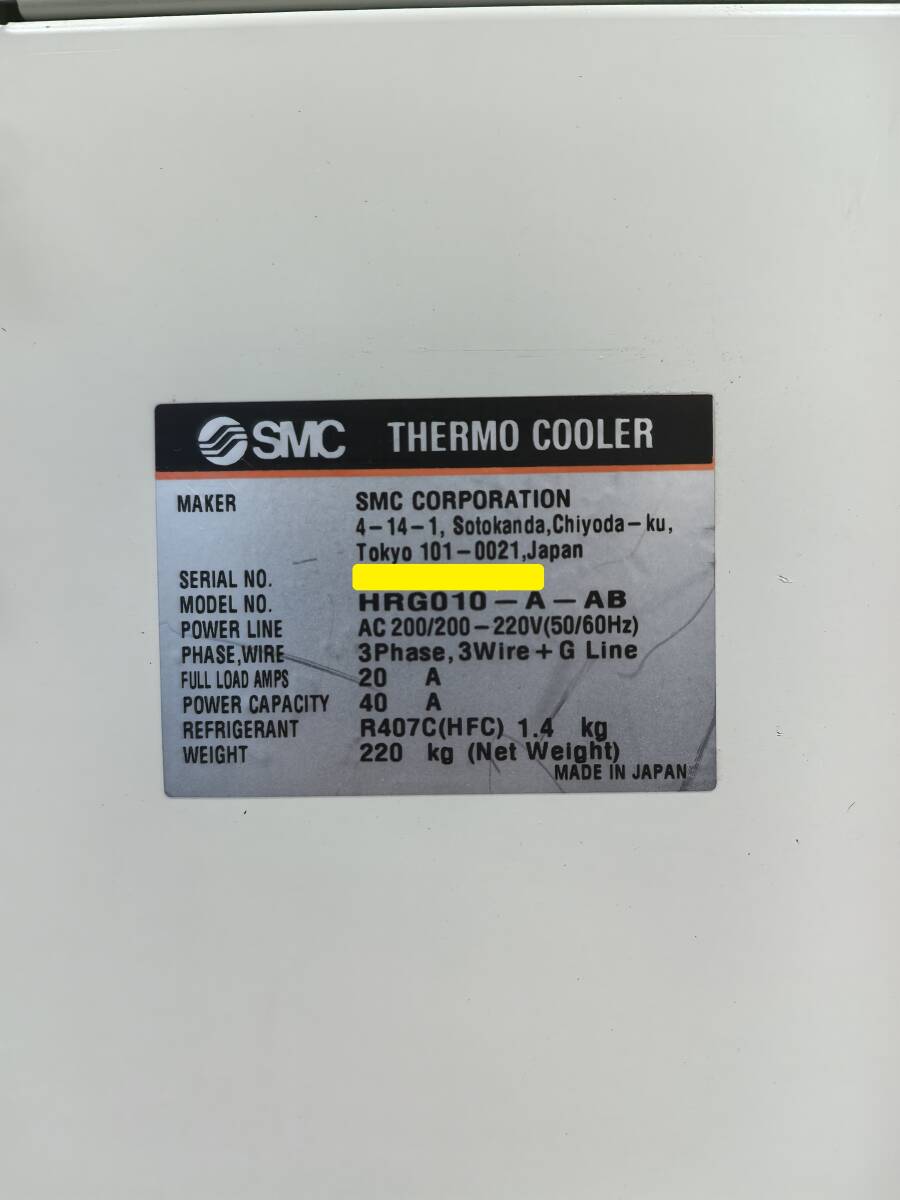 SMC THERMO COOLER
MAKER SMC CORPORATION
4-14-1, Sotokanda,Chiyoda-ku,
Tokyo 101-0021,Japan
SERIAL NO.
MODEL NO. HRG010-A-AB
POWER LINE AC 200/200-220V(50/60Hz)
PHASE,WIRE 3Phase,3Wire+G Line
FULL LOAD AMPS 20 A
POWER CAPACITY 40 A
REFRIGERANT R407C(HFC) 1.4 kg
WEIGHT 220 kg (Net Weight)
MADE IN JAPAN